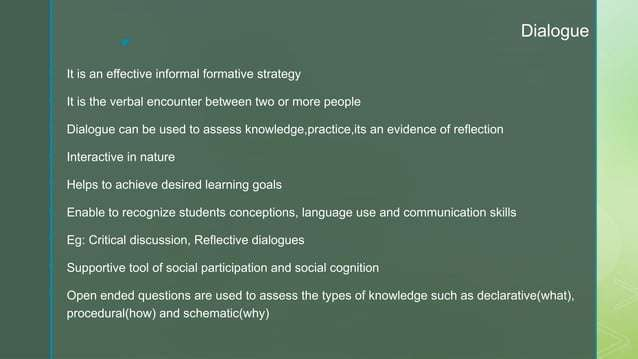 Dialogue
It is an effective informal formative strategy
It is the verbal encounter between two or more people
Dialogue can be used to assess knowledge,practice,its an evidence of reflection
Interactive in nature
Helps to achieve desired learning goals
Enable to recognize students conceptions, language use and communication skills
Eg: Critical discussion, Reflective dialogues
Supportive tool of social participation and social cognition
Open ended questions are used to assess the types of knowledge such as declarative(what),
procedural(how) and schematic(why)